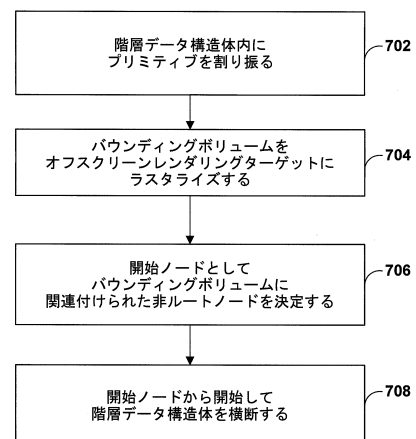 階層データ構造体内に
プリミティブを割り振る
702
バウンディングボリュームを
オフスクリーンレンダリングターゲットに
ラスタライズする
704
開始ノードとして
バウンディングボリュームに
関連付けられた非ルートノードを決定する
706
開始ノードから開始して
階層データ構造体を横断する
708